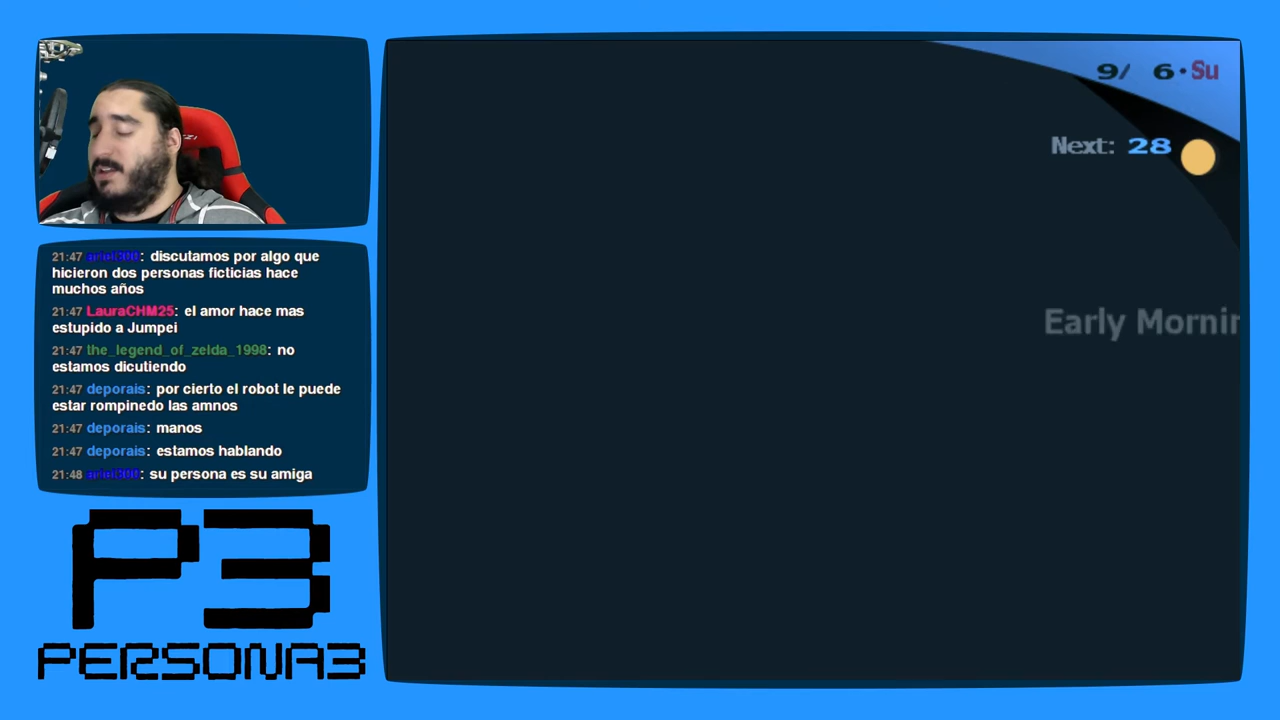 9/ 6・Su
Next: 28
Early Mornin
21:47 ariel300: discutamos por algo que
hicieron dos personas ficticias hace
muchos años
21:47 LauraCHM25: el amor hace mas
estupido a Jumpei
21:47 the_legend_of_zelda_1998: no
estamos dicutiendo
21:47 deporais: por cierto el robot le puede
estar rompinedo las amnos
21:47 deporais: manos
21:47 deporais: estamos hablando
21:48 ariel300: su persona es su amiga
P3
PERSONA3